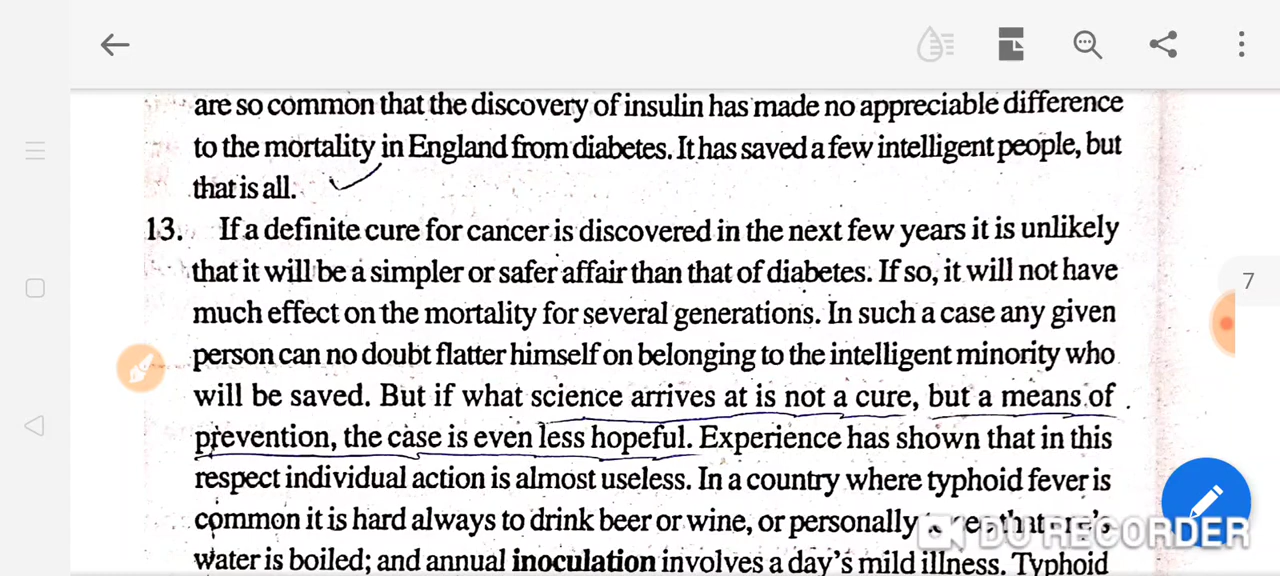 are so common that the discovery of insulin has made no appreciable difference
to the mortality in England from diabetes. It has saved a few intelligent people, but
that is all.
13. If a definite cure for cancer is discovered in the next few years it is unlikely
that it will be a simpler or safer affair than that of diabetes. If so, it will not have
much effect on the mortality for several generations. In such a case any given
7
person can no doubt flatter himself on belonging to the intelligent minority who
will be saved. But if what science arrives at is not a cure, but a means of
prevention, the case is even less hopeful. Experience has shown that in this
respect individual action is almost useless. In a country where typhoid fever is
common it is hard always to drink beer or wine, or personally
DU RECORDER
water is boiled; and annual inoculation involves a day's mild illness. Typhoid